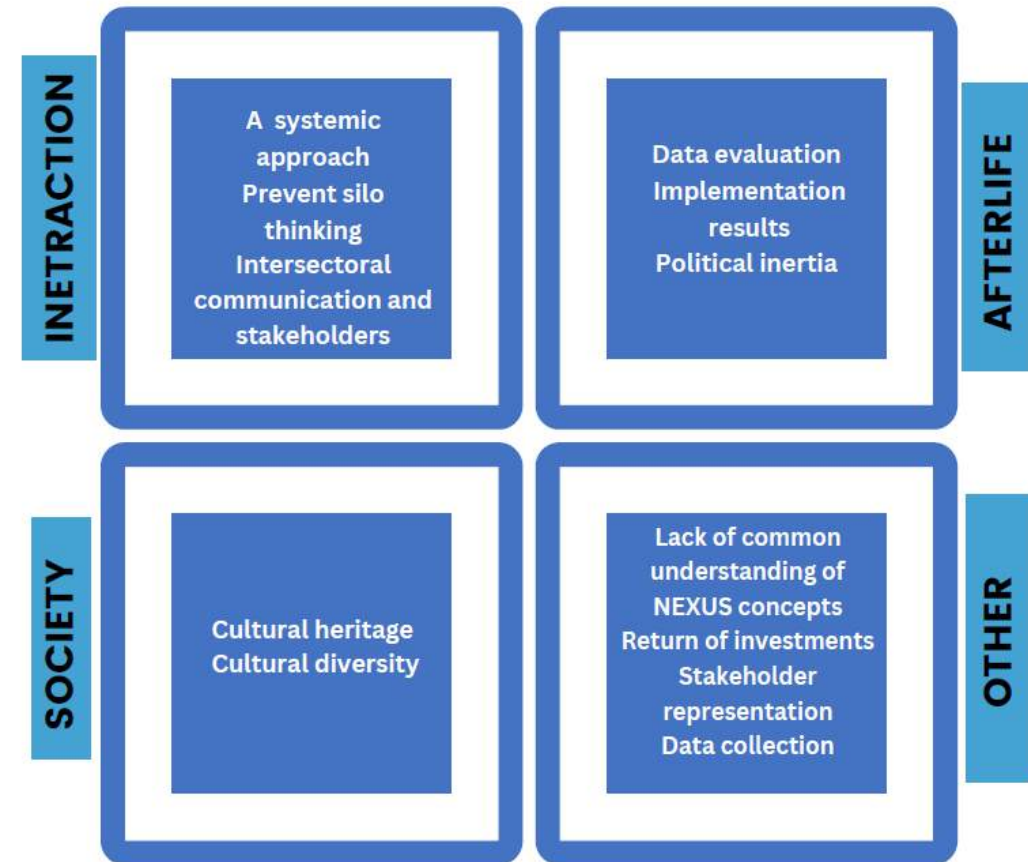 INETRACTION
A systemic
approach
Prevent silo
thinking
Intersectoral
communication and
stakeholders
Data evaluation
Implementation
results
Political inertia
AFTERLIFE
SOCIETY
Cultural heritage
Cultural diversity
Lack of common
understanding of
NEXUS concepts
Return of investments
Stakeholder
representation
Data collection
OTHER